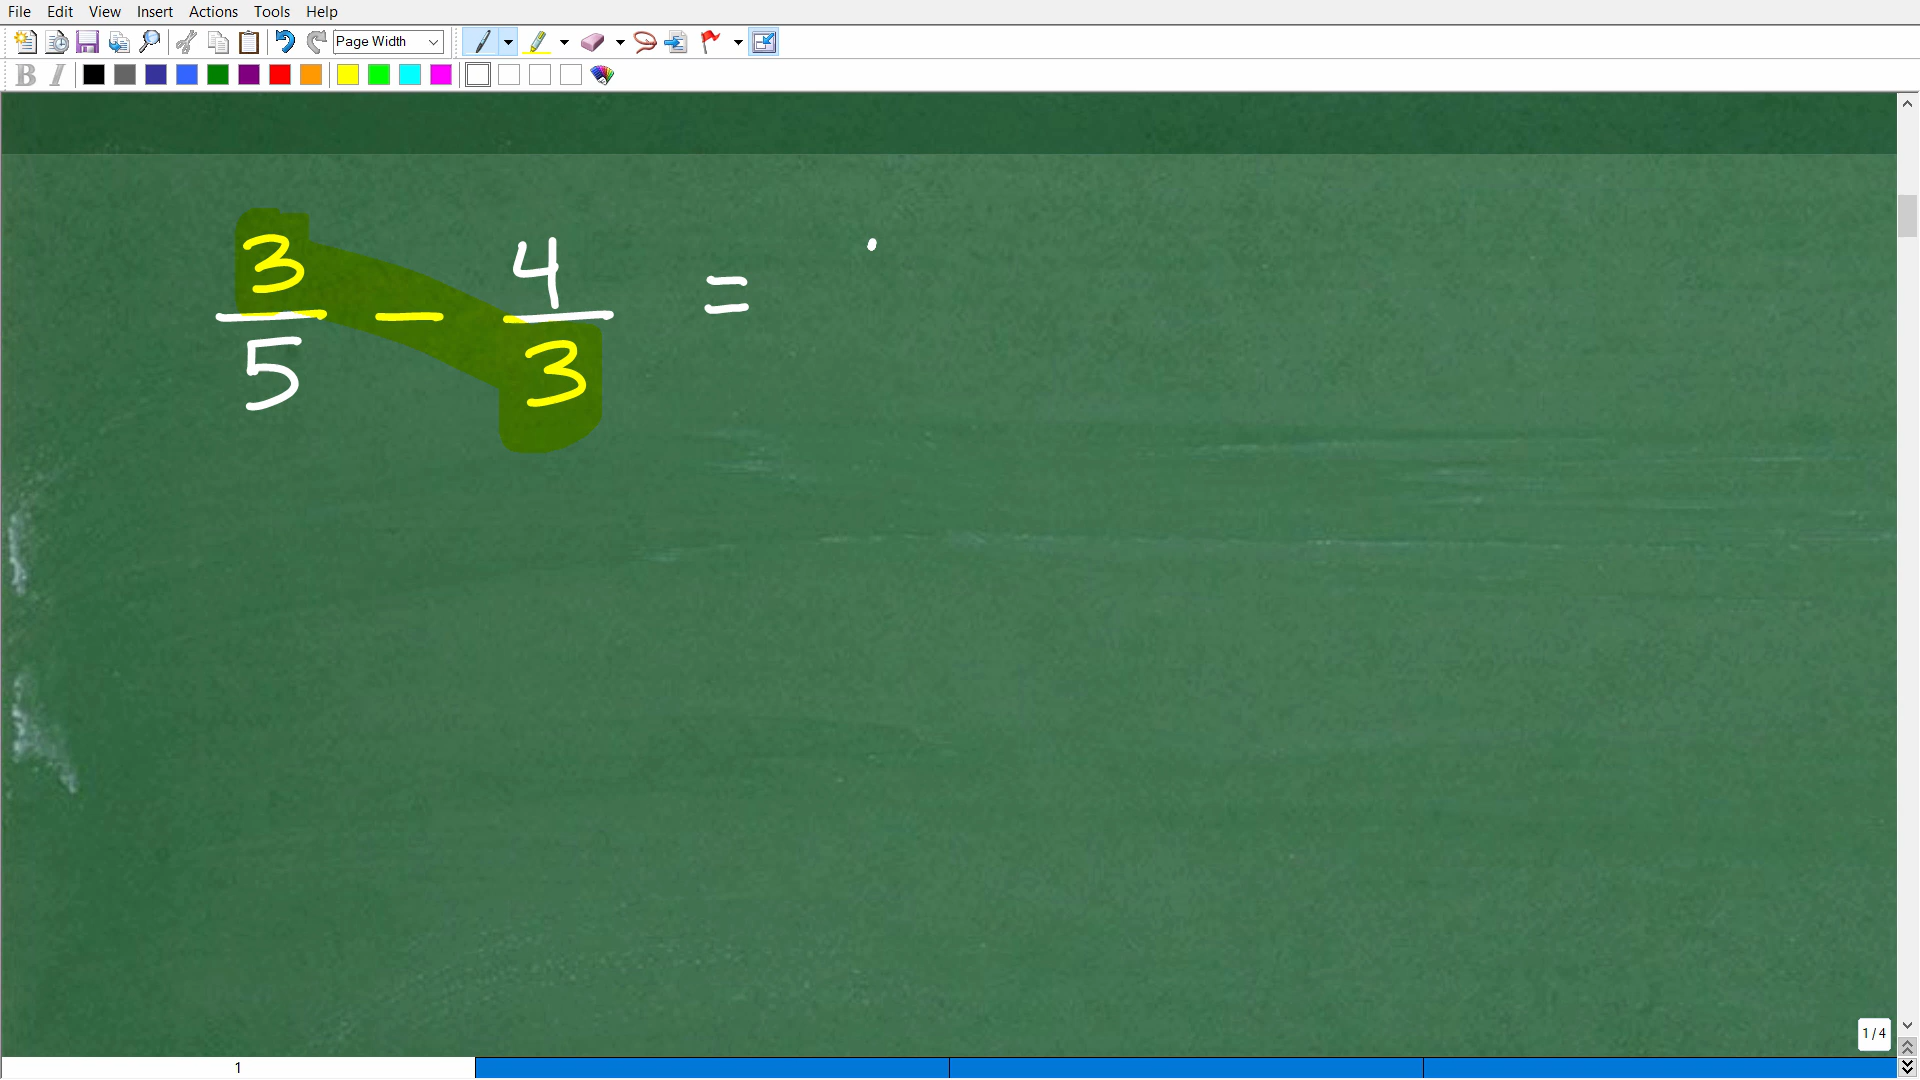 File Edit View Insert Actions Tools Help
Page Width
B I
3/5 - 4/3 =
1 / 4
1